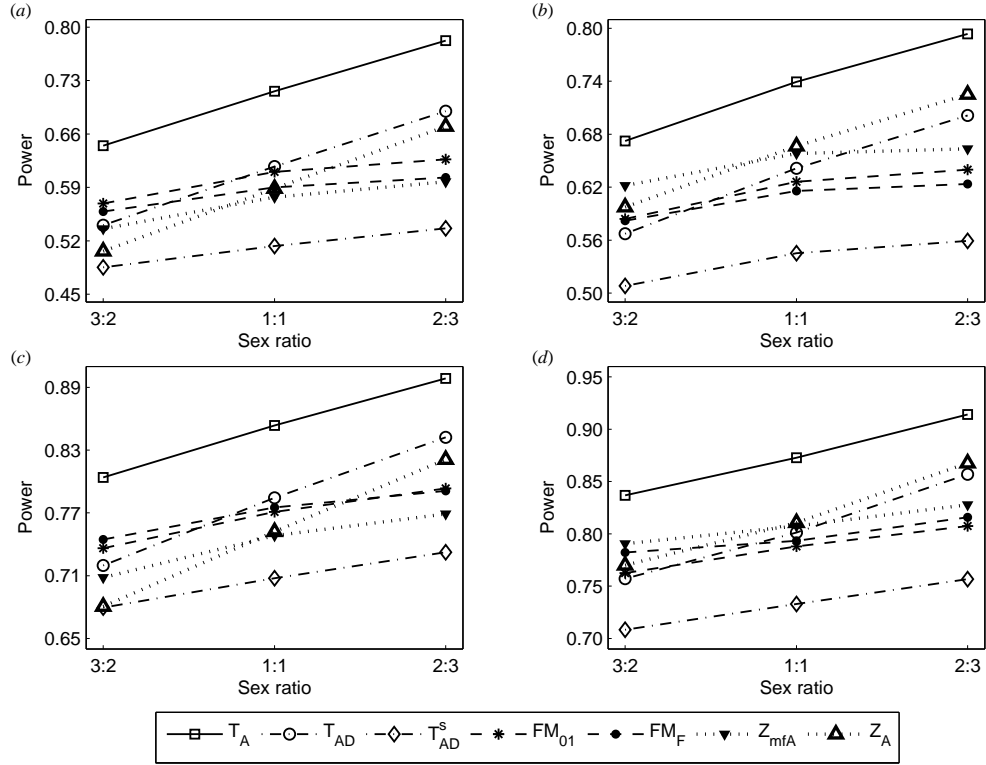 (a)
0.80
0.73
0.66
0.59
0.52
0.45
Power
3:2 1:1 2:3
Sex ratio
(b)
0.80
0.74
0.68
0.62
0.56
0.50
Power
3:2 1:1 2:3
Sex ratio
(c)
0.89
0.83
0.77
0.71
0.65
Power
3:2 1:1 2:3
Sex ratio
(d)
0.95
0.90
0.85
0.80
0.75
0.70
Power
3:2 1:1 2:3
Sex ratio
T_A T_AD T^s_AD FM_01 FM_F Z_mfA Z_A